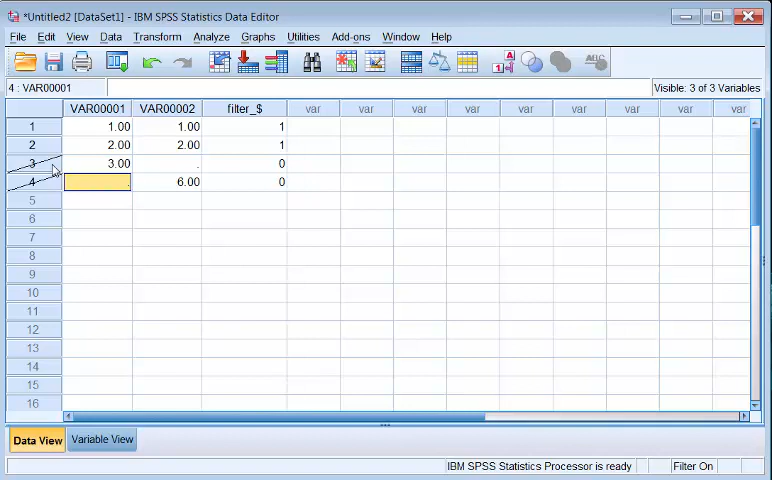 *Untitled2 [DataSet1] - IBM SPSS Statistics Data Editor
File Edit View Data Transform Analyze Graphs Utilities Add-ons Window Help
4 : VAR00001 Visible: 3 of 3 Variables
VAR00001 VAR00002 filter_$ var var var var var var var
1 1.00 1.00 1
2 2.00 2.00 1
3 3.00 . 0
4 . 6.00 0
5
6
7
8
9
10
11
12
13
14
15
16
Data View Variable View
IBM SPSS Statistics Processor is ready Filter On